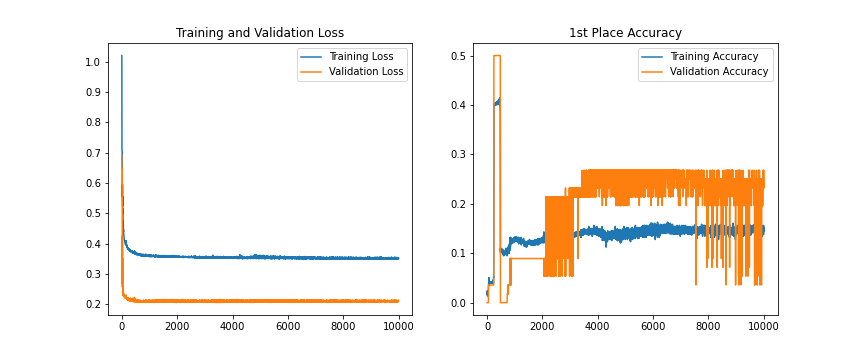 Training and Validation Loss
Training Loss
Validation Loss
1.0
0.9
0.8
0.7
0.6
0.5
0.4
0.3
0.2
0 2000 4000 6000 8000 10000
1st Place Accuracy
Training Accuracy
Validation Accuracy
0.5
0.4
0.3
0.2
0.1
0.0
0 2000 4000 6000 8000 10000